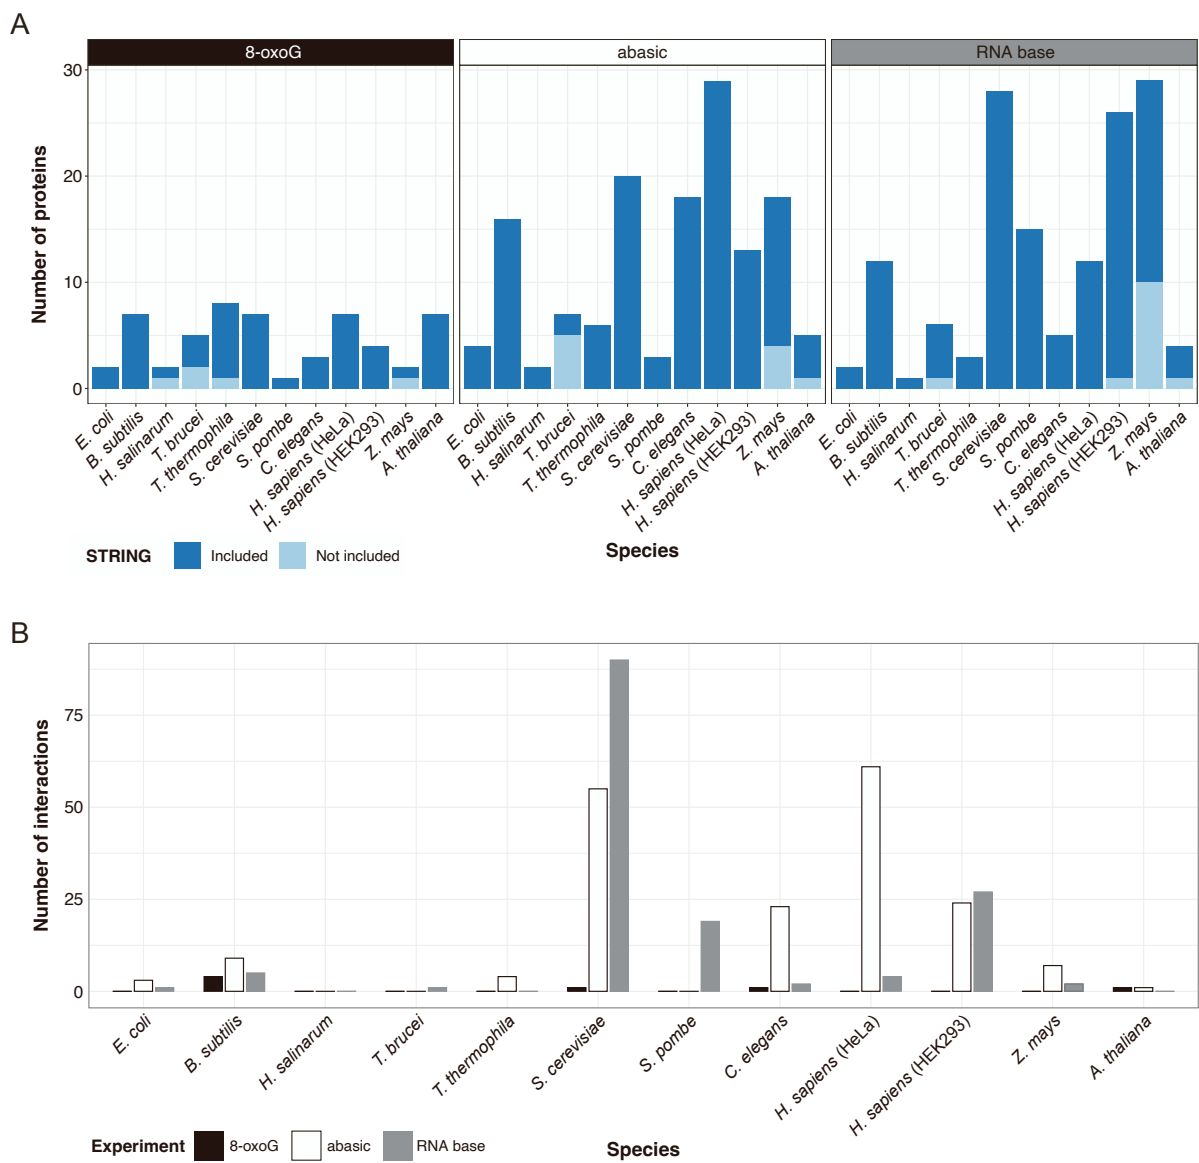 A
8-oxoG
abasic
RNA base
Number of proteins
30
20
10
0
E. coli
B. subtilis
H. salinarum
T. brucei
T. thermophila
S. cerevisiae
S. pombe
C. elegans
H. sapiens (HeLa)
H. sapiens (HEK293)
Z. mays
A. thaliana
E. coli
B. subtilis
H. salinarum
T. brucei
T. thermophila
S. cerevisiae
S. pombe
C. elegans
H. sapiens (HeLa)
H. sapiens (HEK293)
Z. mays
A. thaliana
E. coli
B. subtilis
H. salinarum
T. brucei
T. thermophila
S. cerevisiae
S. pombe
C. elegans
H. sapiens (HeLa)
H. sapiens (HEK293)
Z. mays
A. thaliana
Species
STRING Included Not included
B
Number of interactions
75
50
25
0
E. coli
B. subtilis
H. salinarum
T. brucei
T. thermophila
S. cerevisiae
S. pombe
C. elegans
H. sapiens (HeLa)
H. sapiens (HEK293)
Z. mays
A. thaliana
Experiment 8-oxoG abasic RNA base
Species